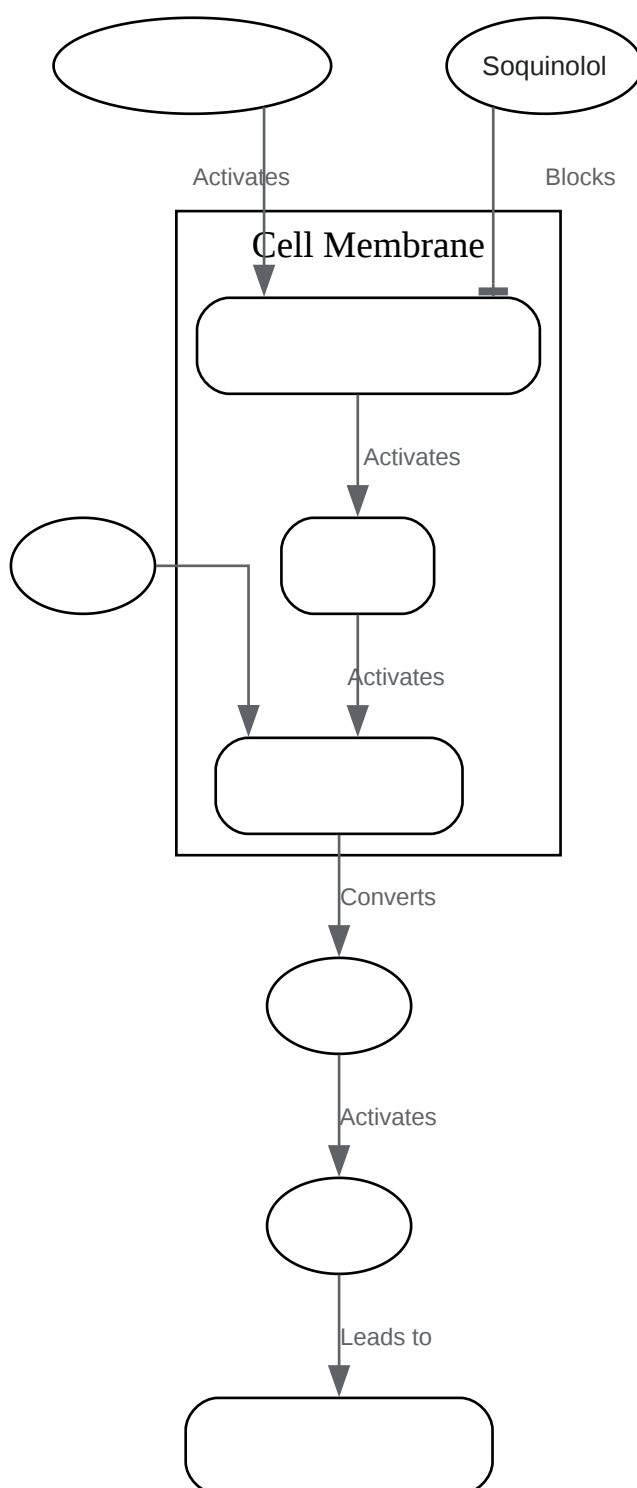 Soquinolol
Activates
Blocks
Cell Membrane
Activates
Activates
Converts
Activates
Leads to